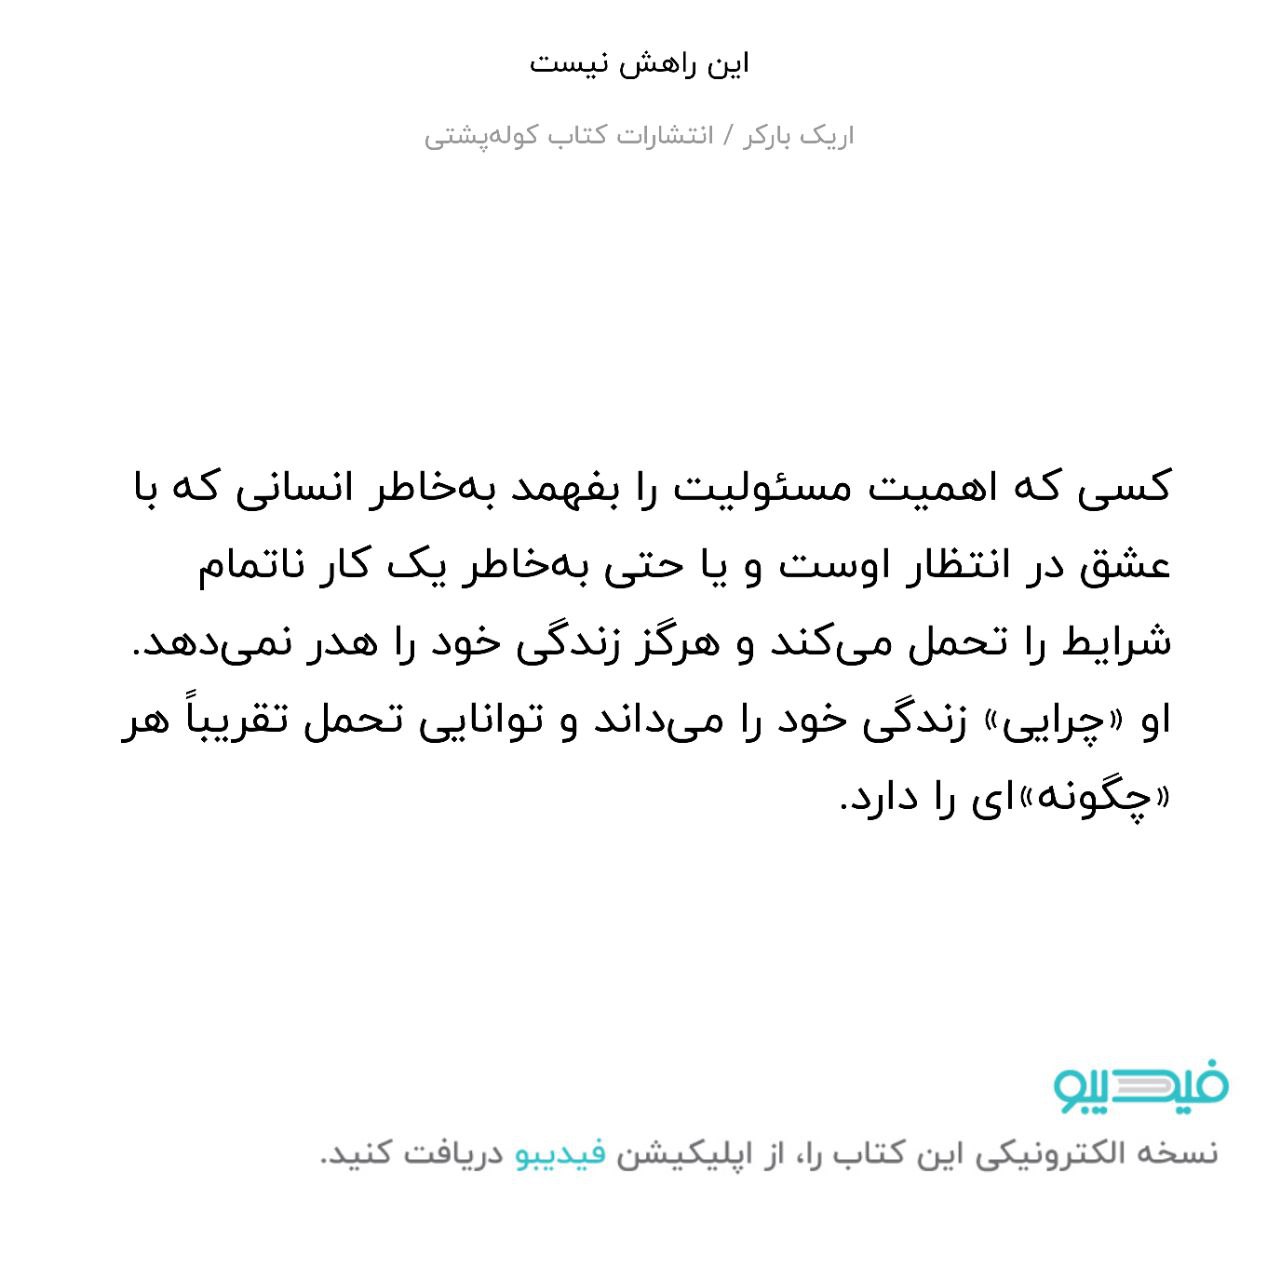 این راهش نیست
اریک بارکر / انتشارات کتاب کوله‌پشتی
کسی که اهمیت مسئولیت را بفهمد به‌خاطر انسانی که با
عشق در انتظار اوست و یا حتی به‌خاطر یک کار ناتمام
شرایط را تحمل می‌کند و هرگز زندگی خود را هدر نمی‌دهد.
او «چرایی» زندگی خود را می‌داند و توانایی تحمل تقریباً هر
«چگونه»ای را دارد.
فیدیبو
نسخه الکترونیکی این کتاب را، از اپلیکیشن فیدیبو دریافت کنید.